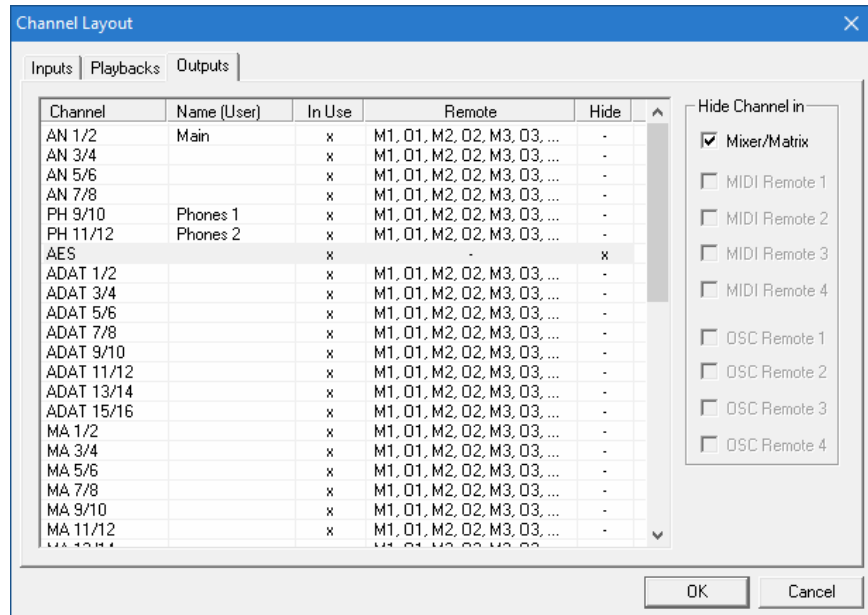 Channel Layout
Inputs Playbacks Outputs
Channel Name (User) In Use Remote Hide
AN 1/2 Main x M1, O1, M2, O2, M3, O3, ... -
AN 3/4 x M1, O1, M2, O2, M3, O3, ... -
AN 5/6 x M1, O1, M2, O2, M3, O3, ... -
AN 7/8 x M1, O1, M2, O2, M3, O3, ... -
PH 9/10 Phones 1 x M1, O1, M2, O2, M3, O3, ... -
PH 11/12 Phones 2 x M1, O1, M2, O2, M3, O3, ... -
AES x - x
ADAT 1/2 x M1, O1, M2, O2, M3, O3, ... -
ADAT 3/4 x M1, O1, M2, O2, M3, O3, ... -
ADAT 5/6 x M1, O1, M2, O2, M3, O3, ... -
ADAT 7/8 x M1, O1, M2, O2, M3, O3, ... -
ADAT 9/10 x M1, O1, M2, O2, M3, O3, ... -
ADAT 11/12 x M1, O1, M2, O2, M3, O3, ... -
ADAT 13/14 x M1, O1, M2, O2, M3, O3, ... -
ADAT 15/16 x M1, O1, M2, O2, M3, O3, ... -
MA 1/2 x M1, O1, M2, O2, M3, O3, ... -
MA 3/4 x M1, O1, M2, O2, M3, O3, ... -
MA 5/6 x M1, O1, M2, O2, M3, O3, ... -
MA 7/8 x M1, O1, M2, O2, M3, O3, ... -
MA 9/10 x M1, O1, M2, O2, M3, O3, ... -
MA 11/12 x M1, O1, M2, O2, M3, O3, ... -
Hide Channel in
Mixer/Matrix
MIDI Remote 1
MIDI Remote 2
MIDI Remote 3
MIDI Remote 4
OSC Remote 1
OSC Remote 2
OSC Remote 3
OSC Remote 4
OK Cancel